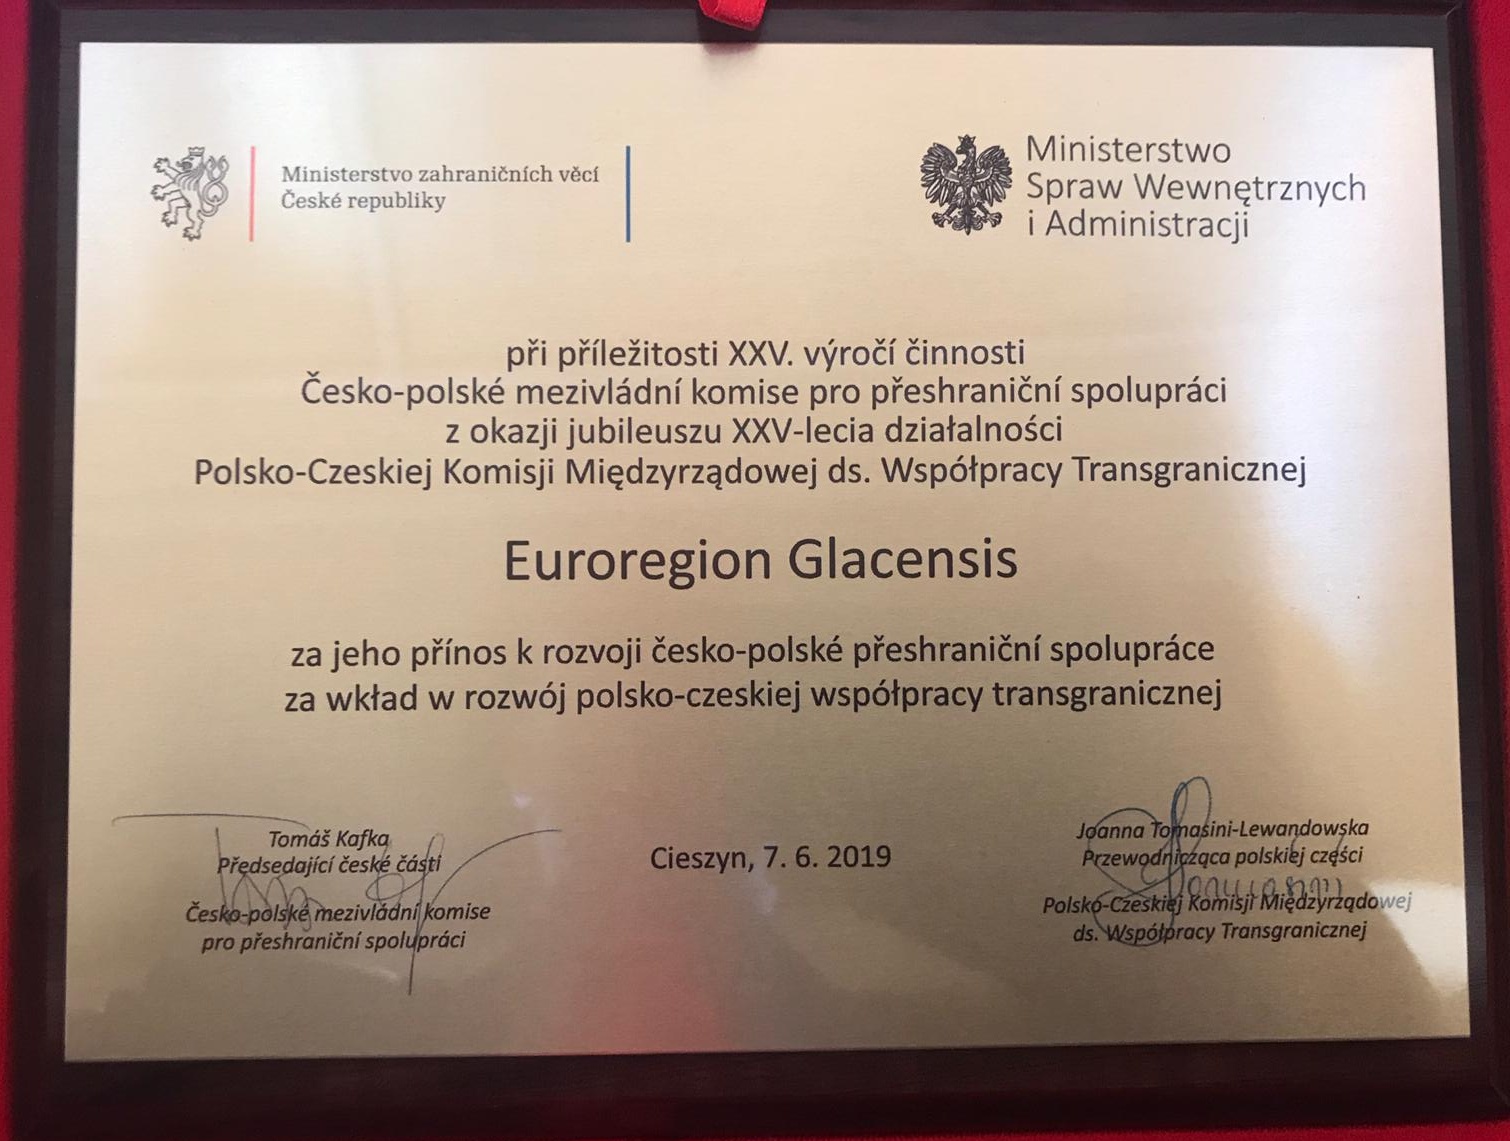 Ministerstvo zahraničních věcí
České republiky
Ministerstwo
Spraw Wewnętrznych
i Administracji
při příležitosti XXV. výročí činnosti
Česko-polské mezivládní komise pro přeshraniční spolupráci
z okazji jubileuszu XXV-lecia działalności
Polsko-Czeskiej Komisji Międzyrządowej ds. Współpracy Transgranicznej
Euroregion Glacensis
za jeho přínos k rozvoji česko-polské přeshraniční spolupráce
za wkład w rozwój polsko-czeskiej współpracy transgranicznej
Tomáš Kafka
Předsedající české části
Česko-polské mezivládní komise
pro přeshraniční spolupráci
Cieszyn, 7. 6. 2019
Joanna Tomasini-Lewandowska
Przewodnicząca polskiej części
Polsko-Czeskiej Komisji Międzyrządowej
ds. Współpracy Transgranicznej